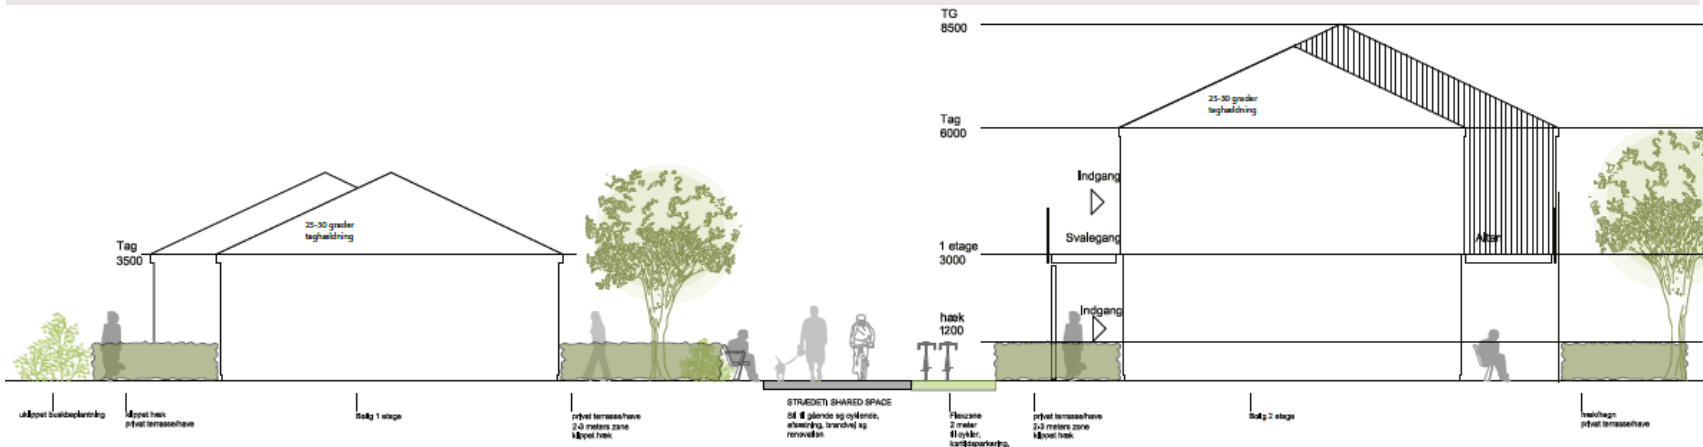 TG
8500
25-30 grader
taghældning
Tag
6000
Indgang
25-30 grader
taghældning
Tag
3500
Svalegang
Altan
1 etage
3000
Indgang
hæk
1200
uklippet buskbeplantning
klippet hæk
privat terrasse/have
Bolig 1 etage
privat terrasse/have
2-3 meters zone
klippet hæk
STRÆDET: SHARED SPACE
Sti til gående og cyklende,
afsætning, brandvej og
renovation
Flexzone
2 meter
til cykler,
korttidsparkering,
privat terrasse/have
2-3 meters zone
klippet hæk
Bolig 2 etage
hæk/hegn
privat terrasse/have